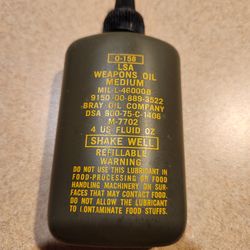 O-158
LSA
WEAPONS OIL
MEDIUM
MIL-L-46000B
9150-00-889-3522
BRAY OIL COMPANY
DSA 800-75-C-1406
M-7702
4 US FLUID OZ
SHAKE WELL
REFILLABLE
WARNING
DO NOT USE THIS LUBRICANT IN
FOOD-PROCESSING OR FOOD
HANDLING MACHINERY ON SUR-
FACES THAT MAY CONTACT FOOD.
DO NOT ALLOW THE LUBRICANT
TO CONTAMINATE FOOD STUFFS.